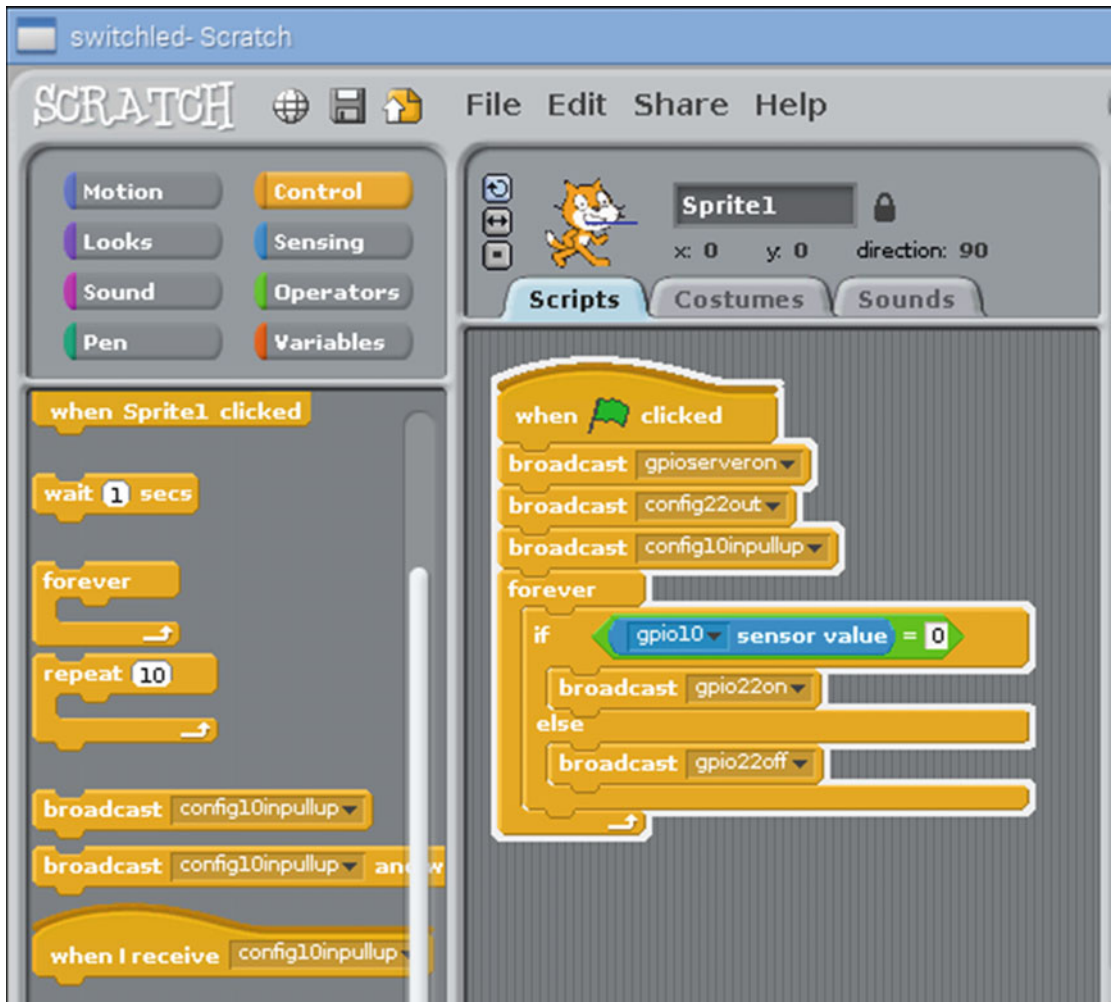 switchled- Scratch
SCRATCH File Edit Share Help
Motion Control
Looks Sensing
Sound Operators
Pen Variables
Sprite1
x: 0 y: 0 direction: 90
Scripts Costumes Sounds
when Sprite1 clicked
wait 1 secs
forever
repeat 10
broadcast config10inpullup
broadcast config10inpullup and w
when I receive config10inpullup
when clicked
broadcast gpioserveron
broadcast config22out
broadcast config10inpullup
forever
if gpio10 sensor value = 0
broadcast gpio22on
else
broadcast gpio22off